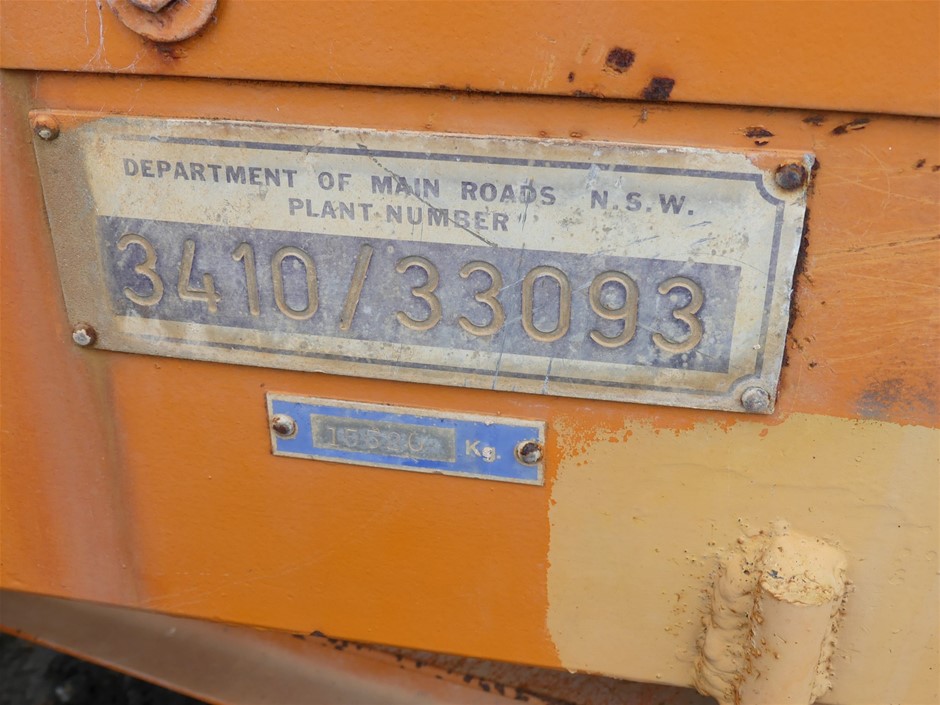 DEPARTMENT OF MAIN ROADS N.S.W.
PLANT NUMBER
3410/33093
Kg.